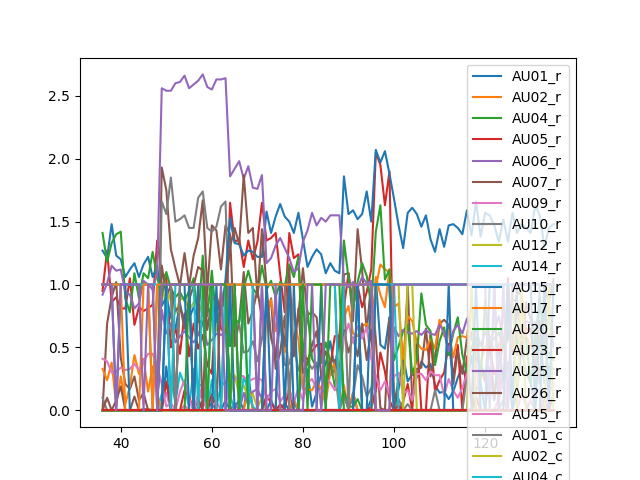 2.5
2.0
1.5
1.0
0.5
0.0
40
60
80
100
120
AU01_r
AU02_r
AU04_r
AU05_r
AU06_r
AU07_r
AU09_r
AU10_r
AU12_r
AU14_r
AU15_r
AU17_r
AU20_r
AU23_r
AU25_r
AU26_r
AU45_r
AU01_c
AU02_c
AU04_c